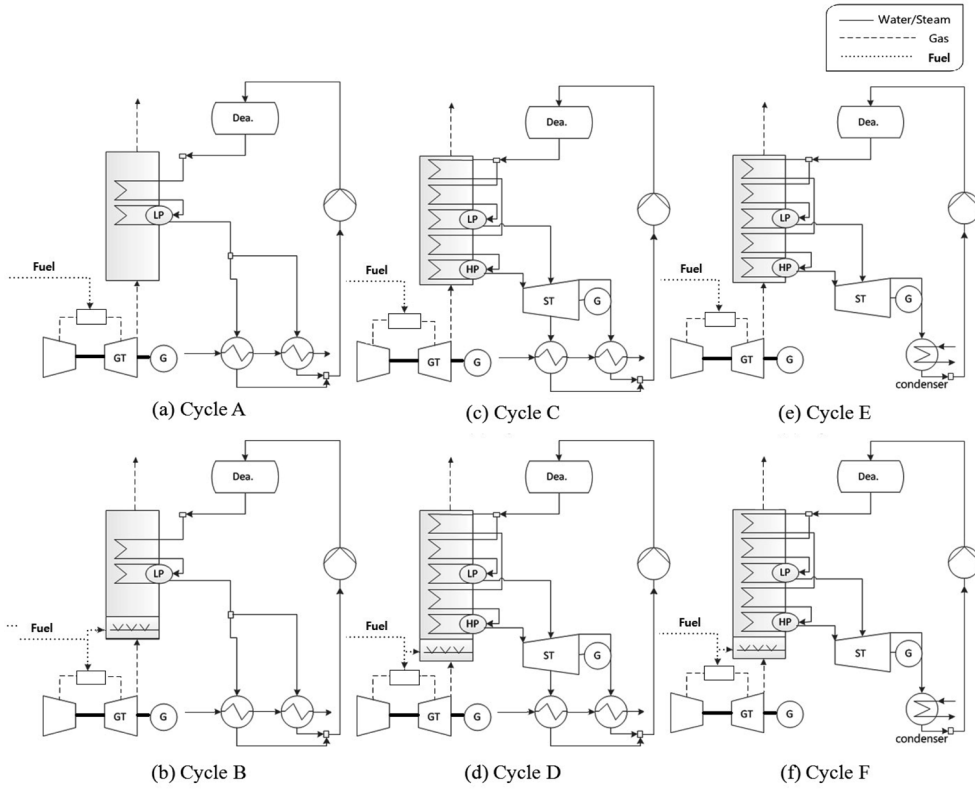 Water/Steam
Gas
Fuel
Dea.
LP
Fuel
GT
G
(a) Cycle A
Dea.
LP
HP
Fuel
ST
G
GT
G
(c) Cycle C
Dea.
LP
HP
Fuel
ST
G
GT
G
condenser
(e) Cycle E
Dea.
LP
Fuel
GT
G
(b) Cycle B
Dea.
LP
HP
Fuel
ST
G
GT
G
(d) Cycle D
Dea.
LP
HP
Fuel
ST
G
GT
G
condenser
(f) Cycle F